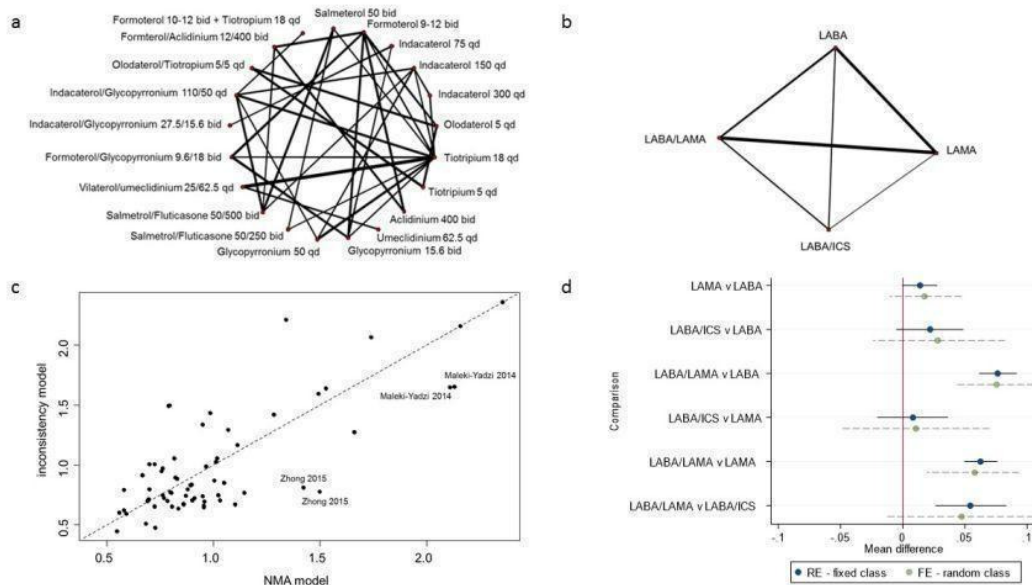 a
Formoterol 10-12 bid + Tiotropium 18 qd
Formterol/Aclidinium 12/400 bid
Olodaterol/Tiotropium 5/5 qd
Indacaterol/Glycopyrronium 110/50 qd
Indacaterol/Glycopyrronium 27.5/15.6 bid
Formoterol/Glycopyrronium 9.6/18 bid
Vilaterol/umeclidinium 25/62.5 qd
Salmetrol/Fluticasone 50/500 bid
Salmetrol/Fluticasone 50/250 bid
Glycopyrronium 50 qd
Salmeterol 50 bid
Formoterol 9-12 bid
Indacaterol 75 qd
Indacaterol 150 qd
Indacaterol 300 qd
Olodaterol 5 qd
Tiotripium 18 qd
Tiotripium 5 qd
Aclidinium 400 bid
Umeclidinium 62.5 qd
Glycopyrronium 15.6 bid
b
LABA
LABA/LAMA
LAMA
LABA/ICS
c
inconsistency model
2.0
1.5
1.0
0.5
Maleki-Yadzi 2014
Maleki-Yadzi 2014
Zhong 2015
Zhong 2015
0.5 1.0 1.5 2.0
NMA model
d
Comparison
LAMA v LABA
LABA/ICS v LABA
LABA/LAMA v LABA
LABA/ICS v LAMA
LABA/LAMA v LAMA
LABA/LAMA v LABA/ICS
-.1 -.05 0 .05 .1
Mean difference
RE - fixed class FE - random class